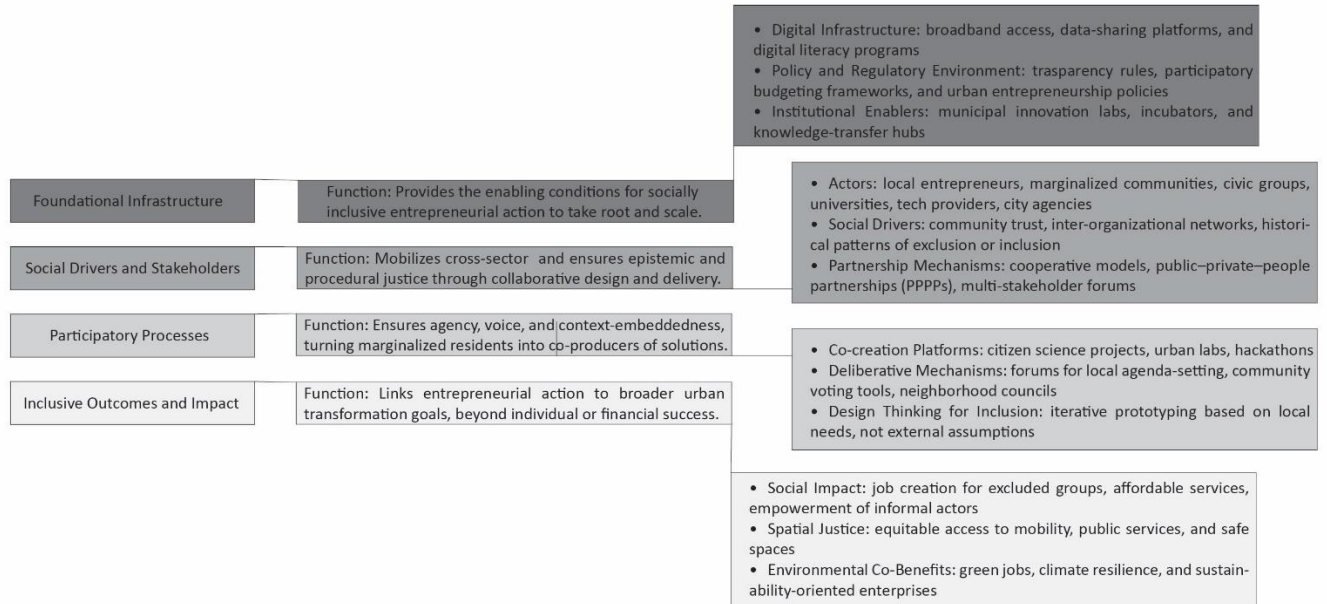 • Digital Infrastructure: broadband access, data-sharing platforms, and
digital literacy programs
• Policy and Regulatory Environment: trasparency rules, participatory
budgeting frameworks, and urban entrepreneurship policies
• Institutional Enablers: municipal innovation labs, incubators, and
knowledge-transfer hubs
Foundational Infrastructure
Function: Provides the enabling conditions for socially
inclusive entrepreneurial action to take root and scale.
• Actors: local entrepreneurs, marginalized communities, civic groups,
universities, tech providers, city agencies
• Social Drivers: community trust, inter-organizational networks, histori-
cal patterns of exclusion or inclusion
• Partnership Mechanisms: cooperative models, public–private–people
partnerships (PPPPs), multi-stakeholder forums
Social Drivers and Stakeholders
Function: Mobilizes cross-sector and ensures epistemic and
procedural justice through collaborative design and delivery.
Participatory Processes
Function: Ensures agency, voice, and context-embeddedness,
turning marginalized residents into co-producers of solutions.
• Co-creation Platforms: citizen science projects, urban labs, hackathons
• Deliberative Mechanisms: forums for local agenda-setting, community
voting tools, neighborhood councils
• Design Thinking for Inclusion: iterative prototyping based on local
needs, not external assumptions
Inclusive Outcomes and Impact
Function: Links entrepreneurial action to broader urban
transformation goals, beyond individual or financial success.
• Social Impact: job creation for excluded groups, affordable services,
empowerment of informal actors
• Spatial Justice: equitable access to mobility, public services, and safe
spaces
• Environmental Co-Benefits: green jobs, climate resilience, and sustain-
ability-oriented enterprises